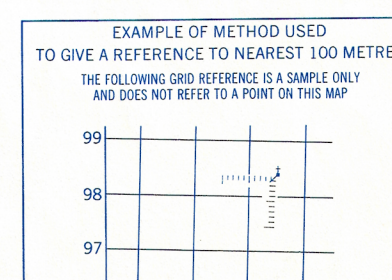 EXAMPLE OF METHOD USED
TO GIVE A REFERENCE TO NEAREST 100 METRE
THE FOLLOWING GRID REFERENCE IS A SAMPLE ONLY
AND DOES NOT REFER TO A POINT ON THIS MAP
99
98
97